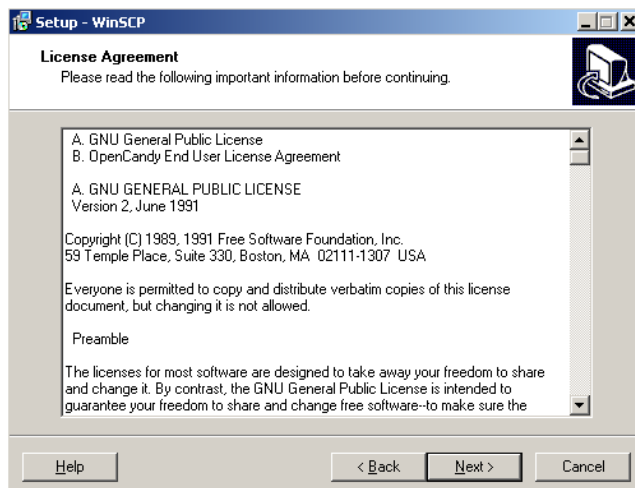 Setup - WinSCP
License Agreement
Please read the following important information before continuing.
A. GNU General Public License
B. OpenCandy End User License Agreement
A. GNU GENERAL PUBLIC LICENSE
Version 2, June 1991
Copyright (C) 1989, 1991 Free Software Foundation, Inc.
59 Temple Place, Suite 330, Boston, MA  02111-1307  USA
Everyone is permitted to copy and distribute verbatim copies of this license
document, but changing it is not allowed.
Preamble
The licenses for most software are designed to take away your freedom to share
and change it. By contrast, the GNU General Public License is intended to
guarantee your freedom to share and change free software--to make sure the
Help
< Back
Next >
Cancel